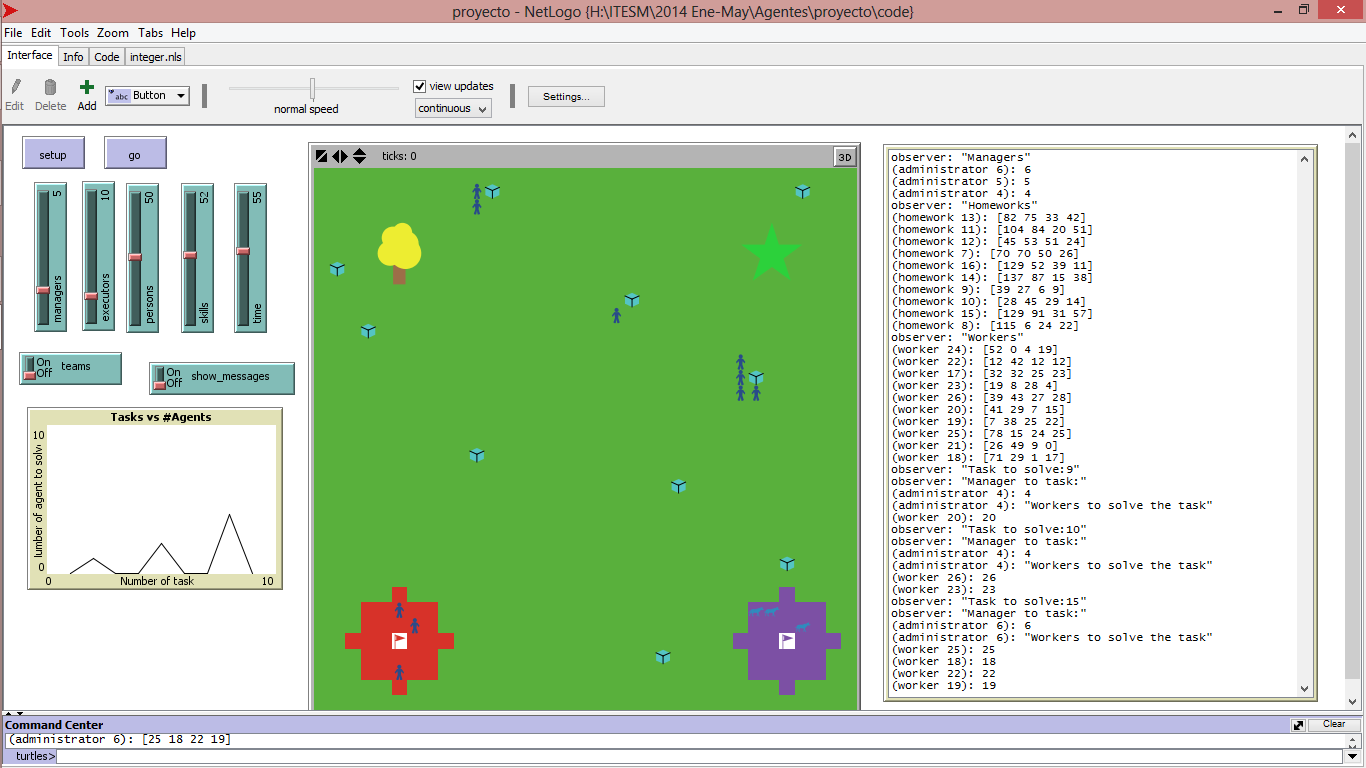 proyecto - NetLogo {H:\ITESM\2014 Ene-May\Agentes\proyecto\code}
File Edit Tools Zoom Tabs Help
Interface Info Code integer.nls
Edit Delete Add abc Button normal speed view updates continuous Settings...
setup go
managers 5
executors 10
persons 50
skills 52
time 55
On Off teams
On Off show_messages
Tasks vs #Agents
10
lumber of agent to solve
0
0 Number of task 10
ticks: 0 3D
observer: "Managers"
(administrator 6): 6
(administrator 5): 5
(administrator 4): 4
observer: "Homeworks"
(homework 13): [82 75 33 42]
(homework 11): [104 84 20 51]
(homework 12): [45 53 51 24]
(homework 7): [70 70 50 26]
(homework 16): [129 52 39 11]
(homework 14): [137 87 15 38]
(homework 9): [39 27 6 9]
(homework 10): [28 45 29 14]
(homework 15): [129 91 31 57]
(homework 8): [115 6 24 22]
observer: "Workers"
(worker 24): [52 0 4 19]
(worker 22): [12 42 12 12]
(worker 17): [32 32 25 23]
(worker 23): [19 8 28 4]
(worker 26): [39 43 27 28]
(worker 20): [41 29 7 15]
(worker 19): [7 38 25 22]
(worker 25): [78 15 24 25]
(worker 21): [26 49 9 0]
(worker 18): [71 29 1 17]
observer: "Task to solve:9"
observer: "Manager to task:"
(administrator 4): 4
(administrator 4): "Workers to solve the task"
(worker 20): 20
observer: "Task to solve:10"
observer: "Manager to task:"
(administrator 4): 4
(administrator 4): "Workers to solve the task"
(worker 26): 26
(worker 23): 23
observer: "Task to solve:15"
observer: "Manager to task:"
(administrator 6): 6
(administrator 6): "Workers to solve the task"
(worker 25): 25
(worker 18): 18
(worker 22): 22
(worker 19): 19
Command Center Clear
(administrator 6): [25 18 22 19]
turtles>